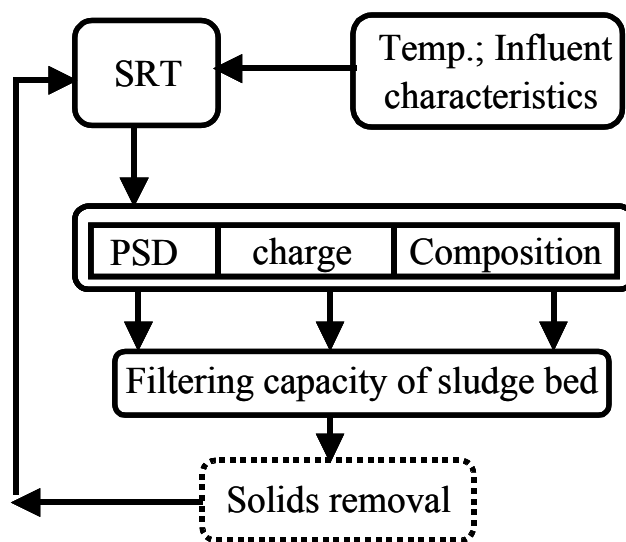 SRT
Temp.; Influent
characteristics
PSD
charge
Composition
Filtering capacity of sludge bed
Solids removal